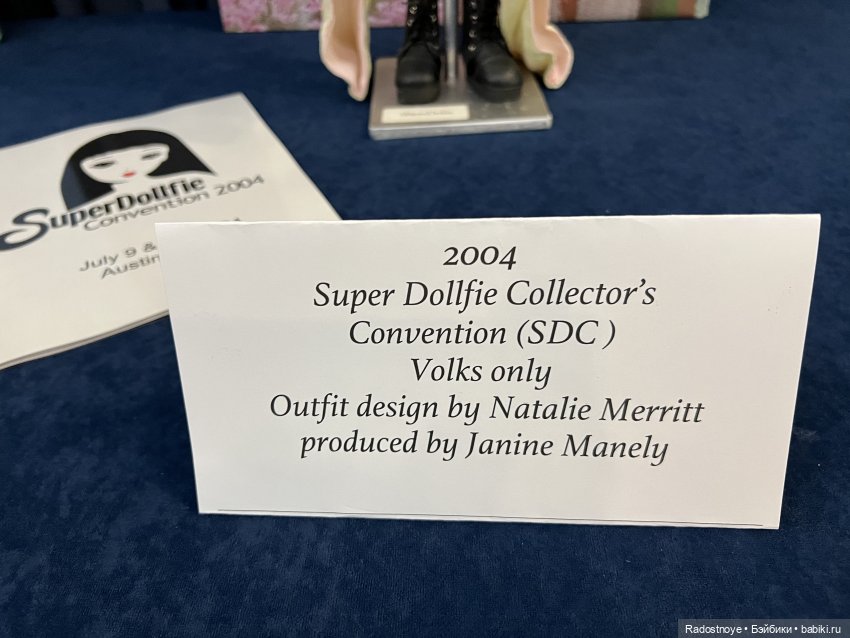 SuperDollfie
Convention 2004
July 9 &
Austin
2004
Super Dollfie Collector's
Convention (SDC )
Volks only
Outfit design by Natalie Merritt
produced by Janine Manely
Radostnoye • Бэйбики • babiki.ru